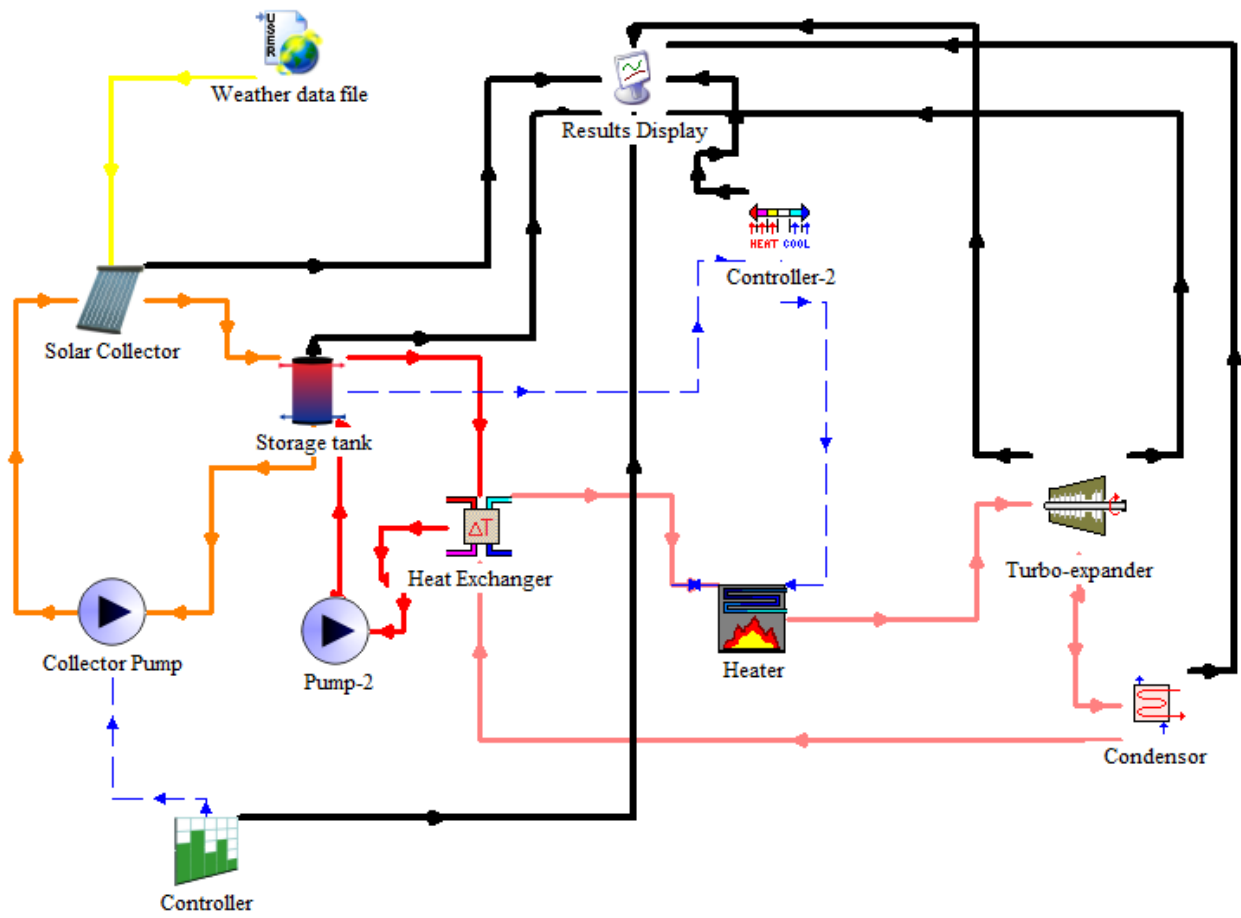 USER
Weather data file
Results Display
HEAT COOL
Controller-2
Solar Collector
Storage tank
ΔT
Heat Exchanger
Turbo-expander
Collector Pump
Pump-2
Heater
Condensor
Controller